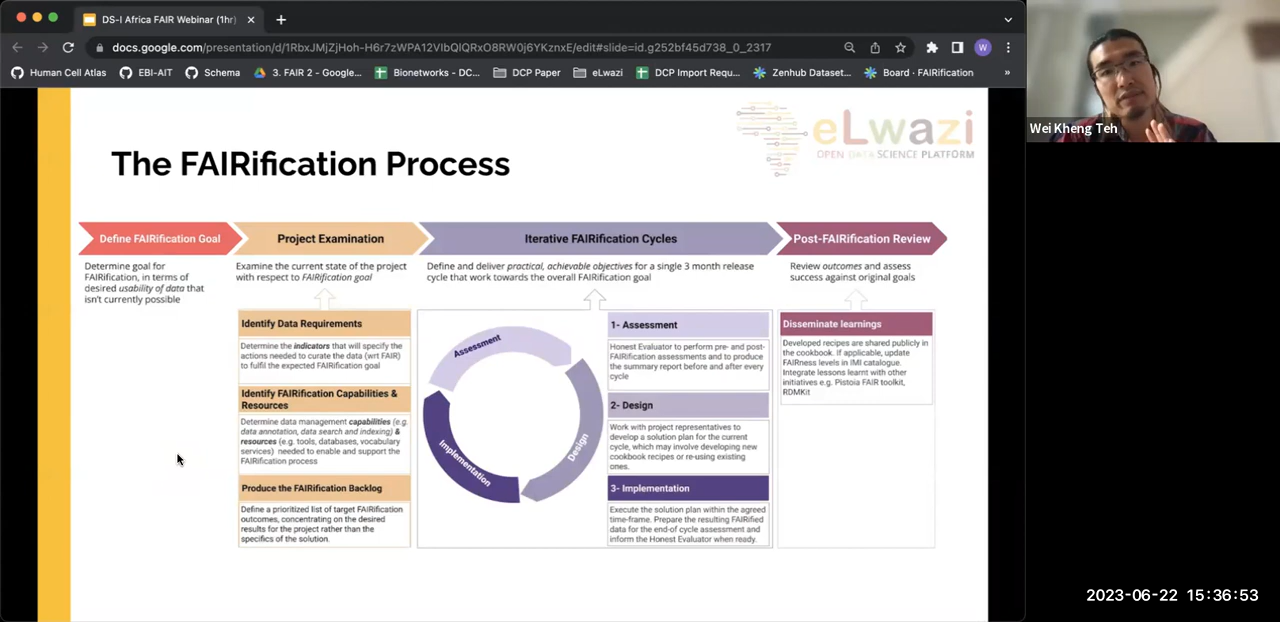 DS-I Africa FAIR Webinar (1hr)
docs.google.com/presentation/d/1RbxJMjZjHoh-H6r7zWPA12VIbQlQRxO8RW0j6YKznxE/edit#slide=id.g252bf45d738_0_2317
W
Human Cell Atlas
EBI-AIT
Schema
3. FAIR 2 - Google...
Bionetworks - DC...
DCP Paper
eLwazi
DCP Import Requ...
Zenhub Dataset...
Board · FAIRification
»
eLwazi
OPEN DATA SCIENCE PLATFORM
The FAIRification Process
Define FAIRification Goal
Determine goal for
FAIRification, in terms of
desired usability of data that
isn't currently possible
Project Examination
Examine the current state of the project
with respect to FAIRification goal
Identify Data Requirements
Determine the indicators that will specify the
actions needed to curate the data (wrt FAIR)
to fulfil the expected FAIRification goal
Identify FAIRification Capabilities &
Resources
Determine data management capabilities (e.g.
data annotation, data search and indexing) &
resources (e.g. tools, databases, vocabulary
services) needed to enable and support the
FAIRification process
Produce the FAIRification Backlog
Define a prioritized list of target FAIRification
outcomes, concentrating on the desired
results for the project rather than the
specifics of the solution.
Iterative FAIRification Cycles
Define and deliver practical, achievable objectives for a single 3 month release
cycle that work towards the overall FAIRification goal
Assessment
Design
Implementation
1- Assessment
Honest Evaluator to perform pre- and post-
FAIRification assessments and to produce
the summary report before and after every
cycle
2- Design
Work with project representatives to
develop a solution plan for the current
cycle, which may involve developing new
cookbook recipes or re-using existing
ones.
3- Implementation
Execute the solution plan within the agreed
time-frame. Prepare the resulting FAIRified
data for the end-of cycle assessment and
inform the Honest Evaluator when ready.
Post-FAIRification Review
Review outcomes and assess
success against original goals
Disseminate learnings
Developed recipes are shared publicly in
the cookbook. If applicable, update
FAIRness levels in IMI catalogue.
Integrate lessons learnt with other
initiatives e.g. Pistoia FAIR toolkit,
RDMKit
Wei Kheng Teh
2023-06-22 15:36:53